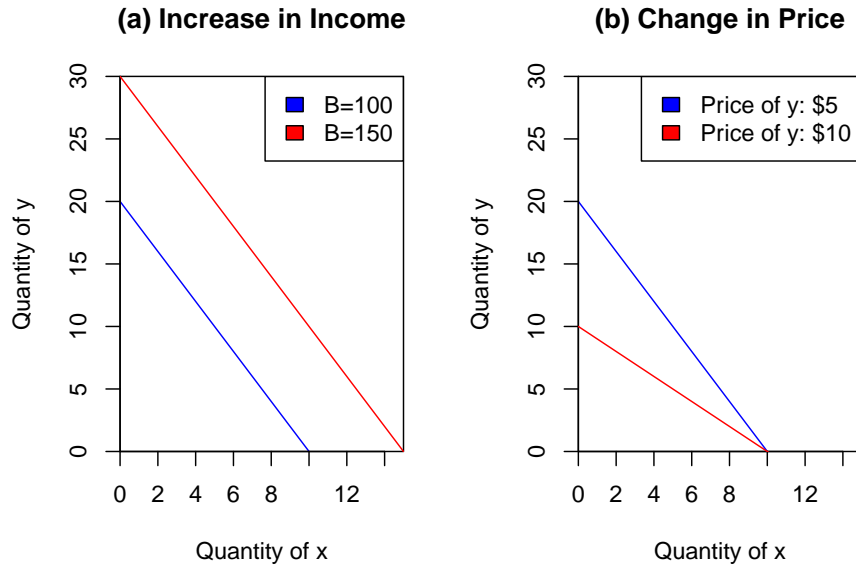 (a) Increase in Income
B=100
B=150
30
25
20
15
10
5
0
Quantity of y
0 2 4 6 8 12
Quantity of x
(b) Change in Price
Price of y: $5
Price of y: $10
30
25
20
15
10
5
0
Quantity of y
0 2 4 6 8 12
Quantity of x